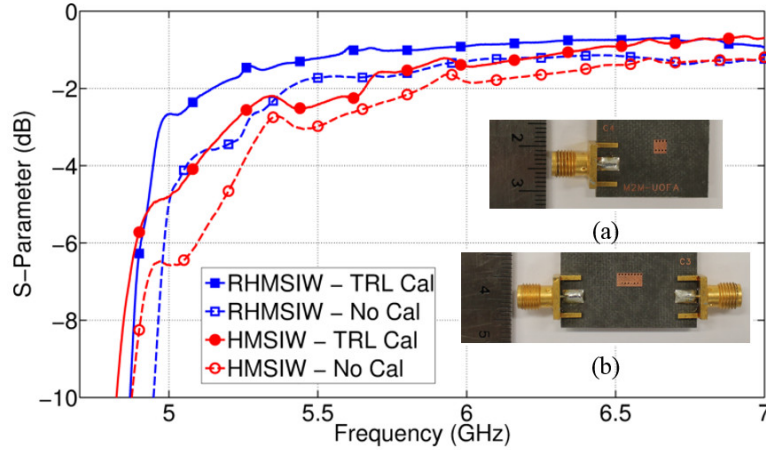 0
−2
−4
−6
−8
−10
S−Parameter (dB)
5
5.5
6
6.5
7
Frequency (GHz)
RHMSIW − TRL Cal
RHMSIW − No Cal
HMSIW − TRL Cal
HMSIW − No Cal
2
3
C1
M2M-UOFA
(a)
4
5
C3
(b)